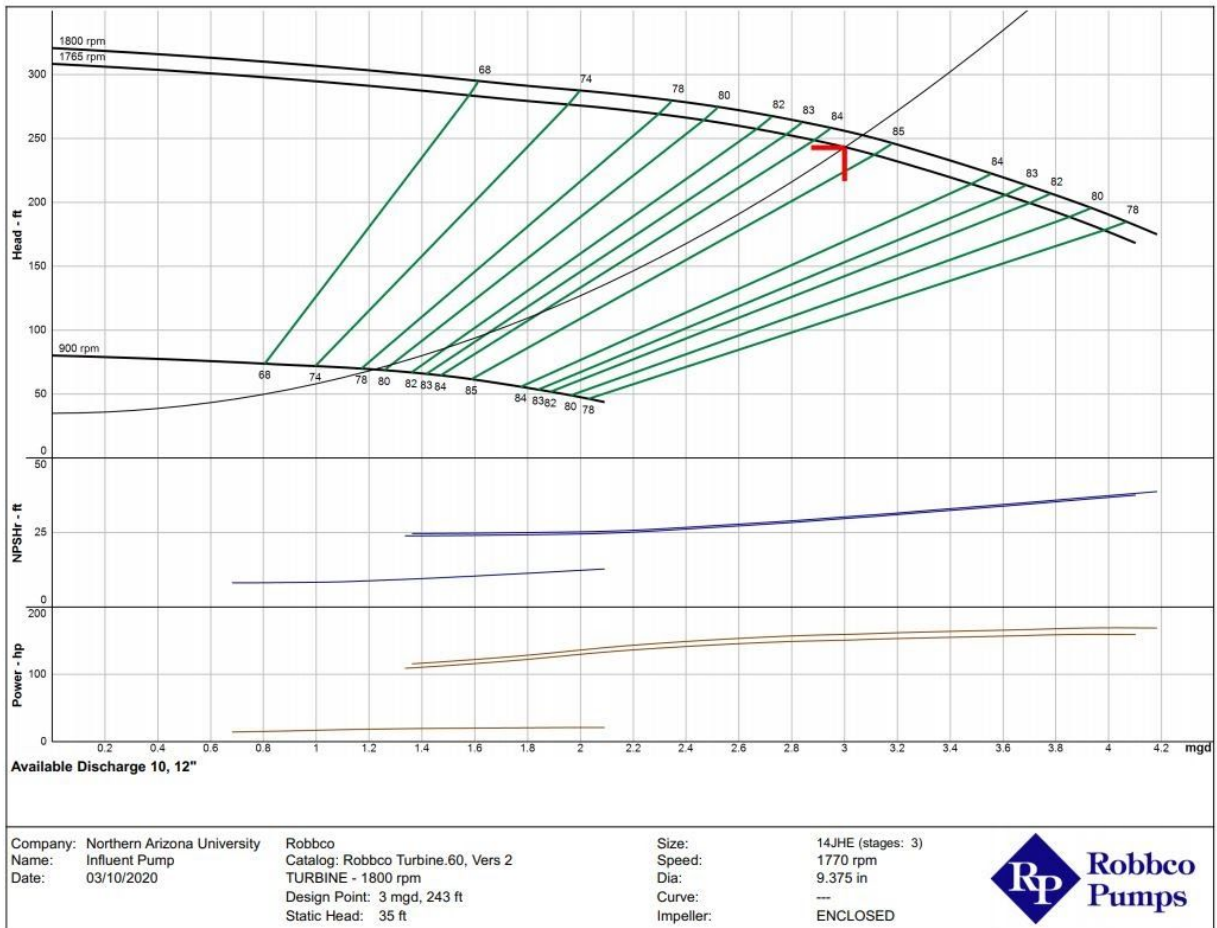 1800 rpm
1765 rpm
68
74
78
80
82
83
84
85
84
83
82
80
78
300
250
200
150
100
50
0
Head - ft
900 rpm
68
74
78
80
82
83
84
85
84
83
82
80
78
50
25
0
NPSHr - ft
200
100
0
Power - hp
0.2 0.4 0.6 0.8 1 1.2 1.4 1.6 1.8 2 2.2 2.4 2.6 2.8 3 3.2 3.4 3.6 3.8 4 4.2 mgd
Available Discharge 10, 12"
Company: Northern Arizona University
Name: Influent Pump
Date: 03/10/2020
Robbco
Catalog: Robbco Turbine.60, Vers 2
TURBINE - 1800 rpm
Design Point: 3 mgd, 243 ft
Static Head: 35 ft
Size: 14JHE (stages: 3)
Speed: 1770 rpm
Dia: 9.375 in
Curve: ---
Impeller: ENCLOSED
RP
Robbco
Pumps